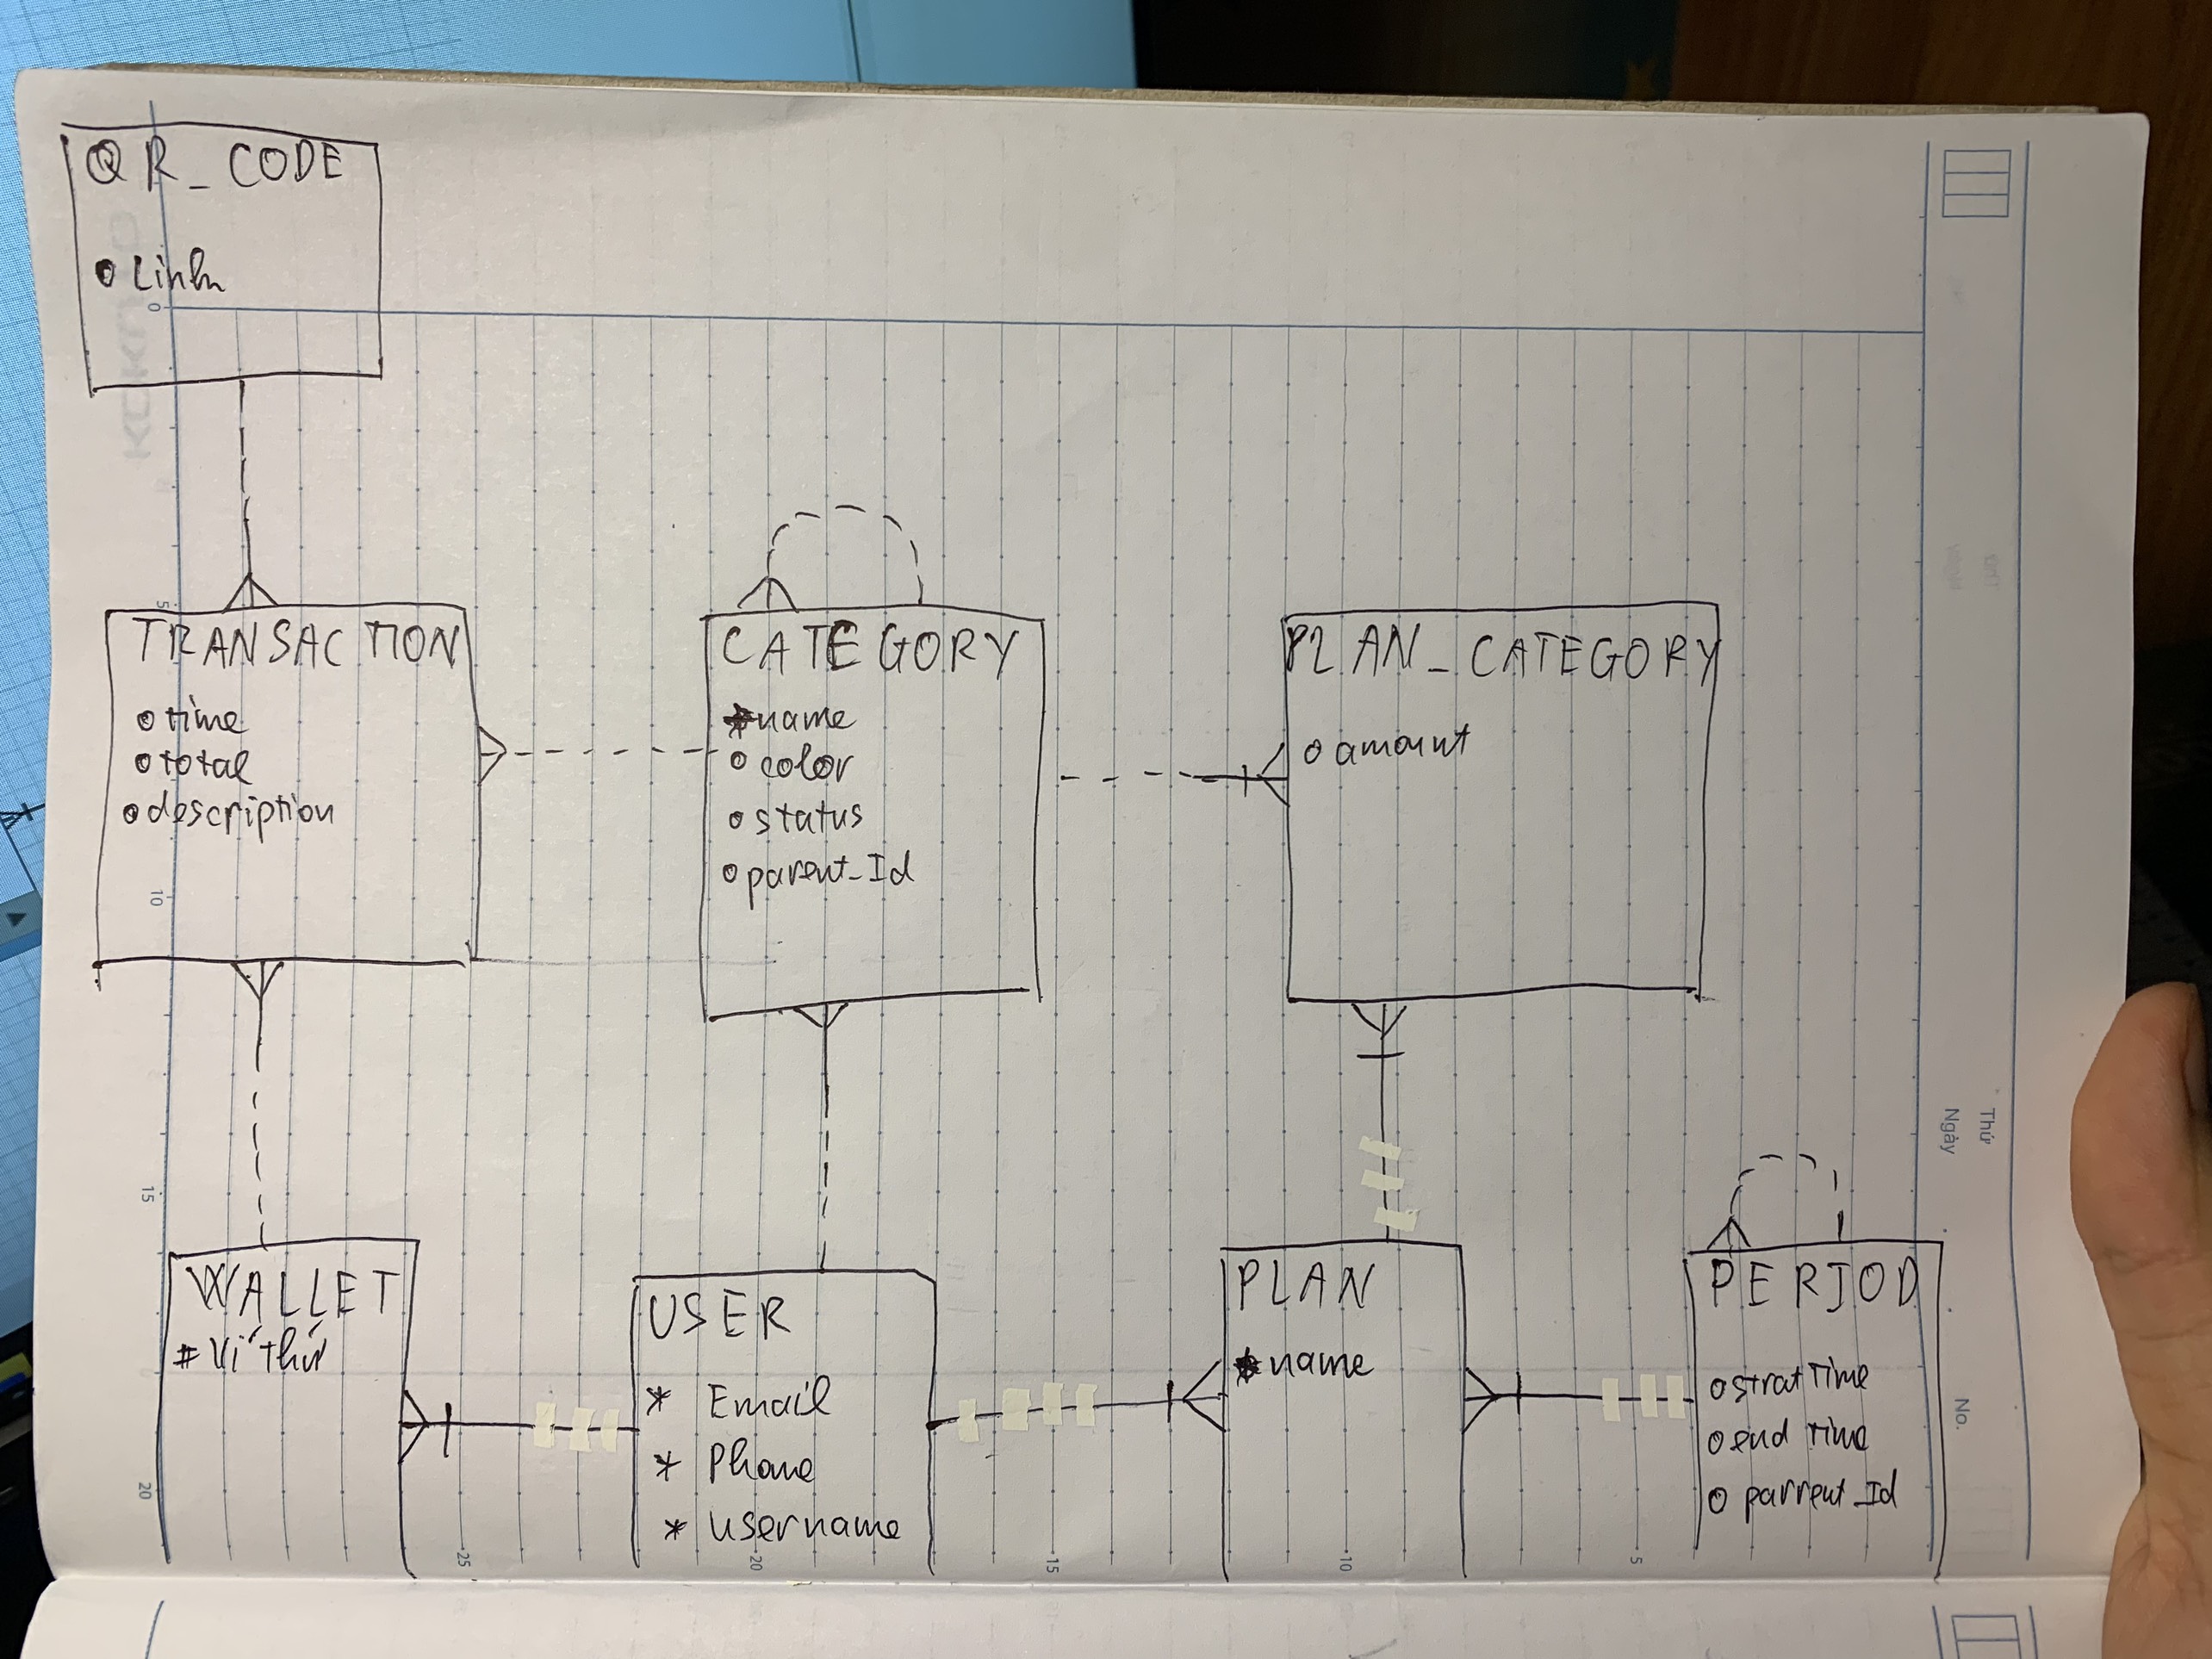 QR_CODE
o Link
TRANSACTION
o time
o total
o description
CATEGORY
* name
o color
o status
o parent_Id
PLAN_CATEGORY
o amount
WALLET
# Ví thứ
USER
* Email
* Phone
* username
PLAN
* name
PERIOD
o strat Time
o end Time
o parrent_Id
Thứ
Ngày
No.
0
5
10
15
20
25
20
15
10
5